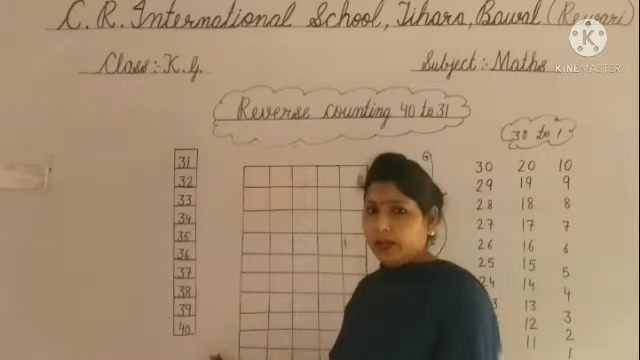 C. R. International School, Tihara, Bawal (Rewari)
Class:- K.G.
Subject:- Maths
Reverse counting 40 to 31
30 to 1
31
32
33
34
35
36
37
38
39
40
30 20 10
29 19 9
28 18 8
27 17 7
26 16 6
25 15 5
24 14 4
13 3
12 2
11 1
K
KINEMASTER